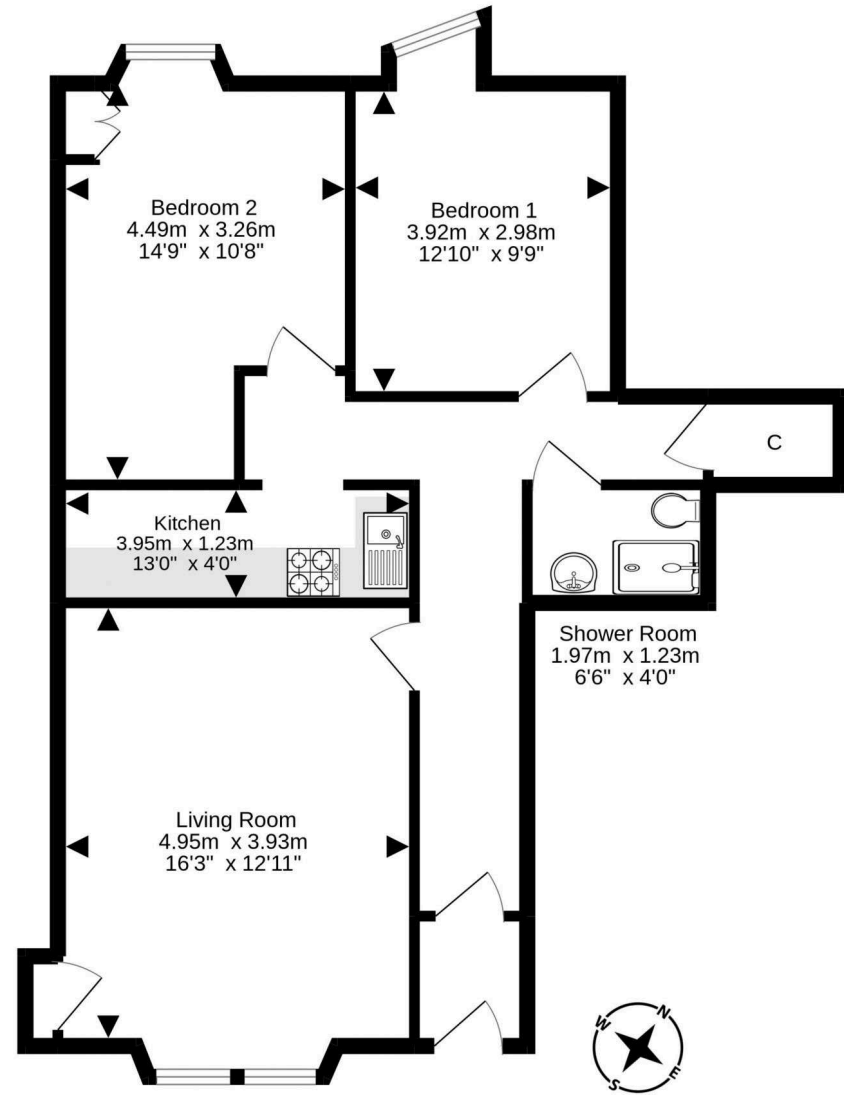 Bedroom 2
4.49m x 3.26m
14'9" x 10'8"
Bedroom 1
3.92m x 2.98m
12'10" x 9'9"
C
Kitchen
3.95m x 1.23m
13'0" x 4'0"
Shower Room
1.97m x 1.23m
6'6" x 4'0"
Living Room
4.95m x 3.93m
16'3" x 12'11"
N
W
E
S